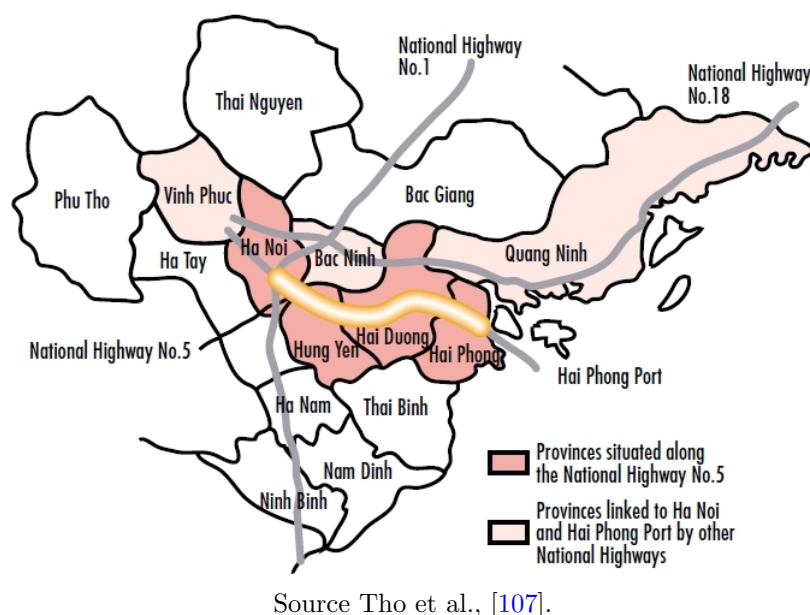 National Highway
No.1
National Highway
No.18
Thai Nguyen
Phu Tho
Vinh Phuc
Bac Giang
Ha Noi
Bac Ninh
Quang Ninh
Ha Tay
National Highway No.5
Hung Yen
Hai Duong
Hai Phong
Hai Phong Port
Ha Nam
Thai Binh
Nam Dinh
Ninh Binh
Provinces situated along
the National Highway No.5
Provinces linked to Ha Noi
and Hai Phong Port by other
National Highways
Source Tho et al., [107].